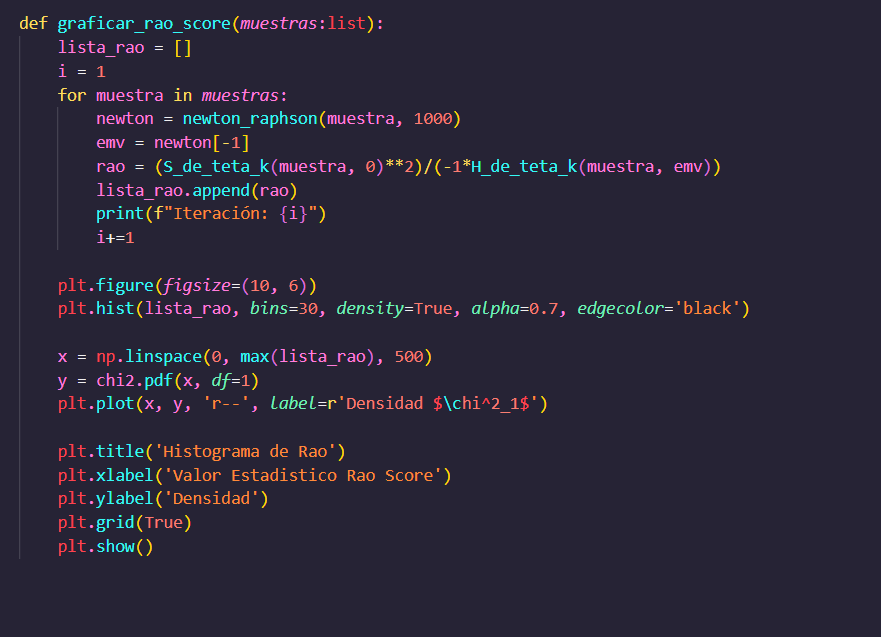 def graficar_rao_score(muestras:list):
    lista_rao = []
    i = 1
    for muestra in muestras:
        newton = newton_raphson(muestra, 1000)
        emv = newton[-1]
        rao = (S_de_teta_k(muestra, 0)**2)/(-1*H_de_teta_k(muestra, emv))
        lista_rao.append(rao)
        print(f"Iteración: {i}")
        i+=1
    plt.figure(figsize=(10, 6))
    plt.hist(lista_rao, bins=30, density=True, alpha=0.7, edgecolor='black')
    x = np.linspace(0, max(lista_rao), 500)
    y = chi2.pdf(x, df=1)
    plt.plot(x, y, 'r--', label=r'Densidad $\chi^2_1$')
    plt.title('Histograma de Rao')
    plt.xlabel('Valor Estadistico Rao Score')
    plt.ylabel('Densidad')
    plt.grid(True)
    plt.show()